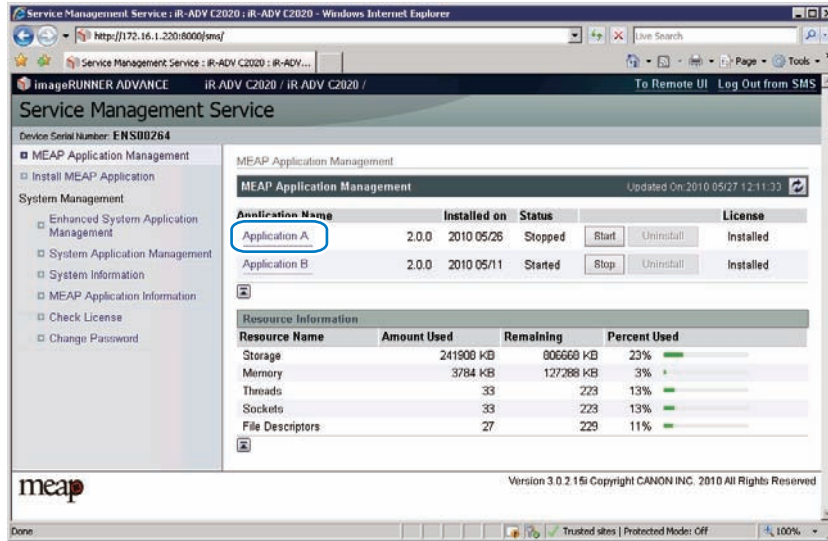 Service Management Service : iR-ADV C2020 : iR-ADV C2020 - Windows Internet Explorer
http://172.16.1.220:8000/sms/
Live Search
Service Management Service : iR-ADV C2020 : iR-ADV...
Page
Tools
imageRUNNER ADVANCE iR-ADV C2020 / iR-ADV C2020 /
To Remote UI Log Out from SMS
Service Management Service
Device Serial Number: ENS00264
MEAP Application Management
Install MEAP Application
System Management
Enhanced System Application Management
System Application Management
System Information
MEAP Application Information
Check License
Change Password
MEAP Application Management
MEAP Application Management Updated On:2010 05/27 12:11:33
Application Name Installed on Status License
Application A 2.0.0 2010 05/26 Stopped Start Uninstall Installed
Application B 2.0.0 2010 05/11 Started Stop Uninstall Installed
Resource Information
Resource Name Amount Used Remaining Percent Used
Storage 241908 KB 806668 KB 23%
Memory 3784 KB 127288 KB 3%
Threads 33 223 13%
Sockets 33 223 13%
File Descriptors 27 229 11%
meap
Version 3.0.2.15i Copyright CANON INC. 2010 All Rights Reserved
Done
Trusted sites | Protected Mode: Off
100%